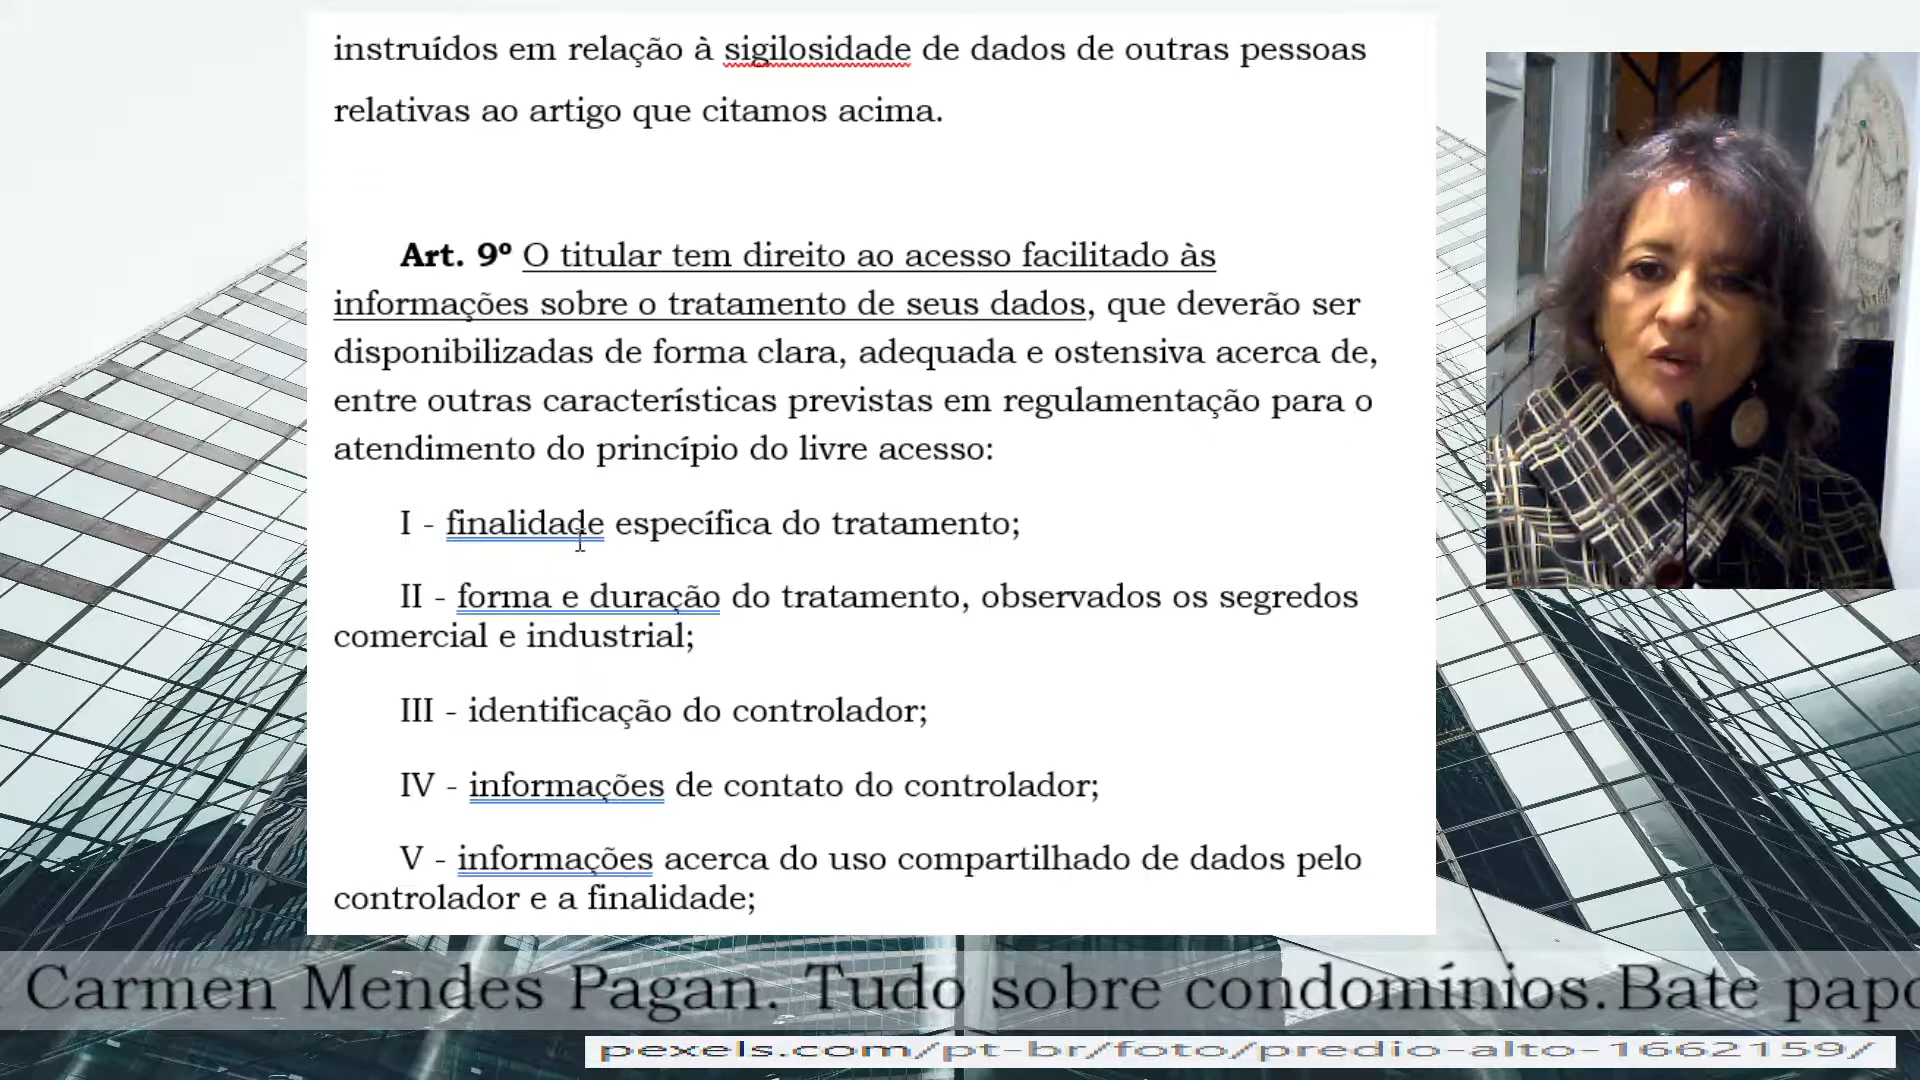 instruídos em relação à sigilosidade de dados de outras pessoas
relativas ao artigo que citamos acima.
Art. 9º O titular tem direito ao acesso facilitado às
informações sobre o tratamento de seus dados, que deverão ser
disponibilizadas de forma clara, adequada e ostensiva acerca de,
entre outras características previstas em regulamentação para o
atendimento do princípio do livre acesso:
I - finalidade específica do tratamento;
II - forma e duração do tratamento, observados os segredos
comercial e industrial;
III - identificação do controlador;
IV - informações de contato do controlador;
V - informações acerca do uso compartilhado de dados pelo
controlador e a finalidade;
Carmen Mendes Pagan. Tudo sobre condomínios.Bate papo
pexels.com/pt-br/foto/predio-alto-1662159/